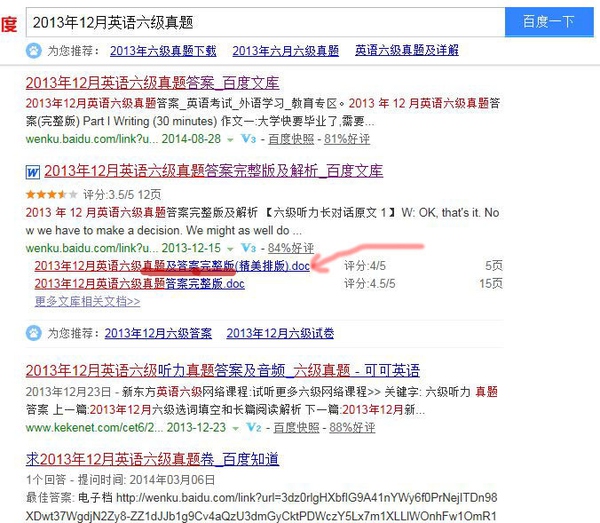 度 2013年12月英语六级真题 百度一下
为您推荐： 2013年六级真题下载 2013年六月六级真题 英语六级真题及详解
2013年12月英语六级真题答案_百度文库
2013年12月英语六级真题答案_英语考试_外语学习_教育专区。2013 年 12 月英语六级真题答
案(完整版) Part I Writing (30 minutes) 作文一:大学快要毕业了,需要...
wenku.baidu.com/link?u... 2014-08-28 - V3 - 百度快照 - 81%好评
W 2013年12月英语六级真题答案完整版及解析_百度文库
评分:3.5/5 12页
2013 年 12 月英语六级真题答案完整版及解析 【六级听力长对话原文 1 】 W: OK, that's it. No
w we have to make a decision. We might as well do ...
wenku.baidu.com/link?u... 2013-12-15 - V3 - 84%好评
2013年12月英语六级真题及答案完整版(精美排版).doc 评分:4/5 5页
2013年12月英语六级真题答案完整版.doc 评分:4.5/5 15页
更多文库相关文档>>
为您推荐： 2013年12月六级答案 2013年12月六级试卷
2013年12月英语六级听力真题答案及音频_六级真题 - 可可英语
2013年12月23日 - 新东方英语六级网络课程:试听更多六级网络课程>> 关键字: 六级听力 真题
答案 上一篇:2013年12月六级选词填空和长篇阅读解析 下一篇:2013年12月新...
www.kekenet.com/cet6/2... 2013-12-23 - V2 - 百度快照 - 88%好评
求2013年12月英语六级真题卷_百度知道
1个回答 - 提问时间: 2014年03月06日
最佳答案: 电子档 http://wenku.baidu.com/link?url=3dz0rlgHXbflG9A41nYWy6f0PrNejITDn98
XDwt37WgdjN2Zy8-ZZ1dJJb1g9Cv4aQzU3dmGyCktPDWczY5Lx7m1XLLlWOnhFw1OmR1